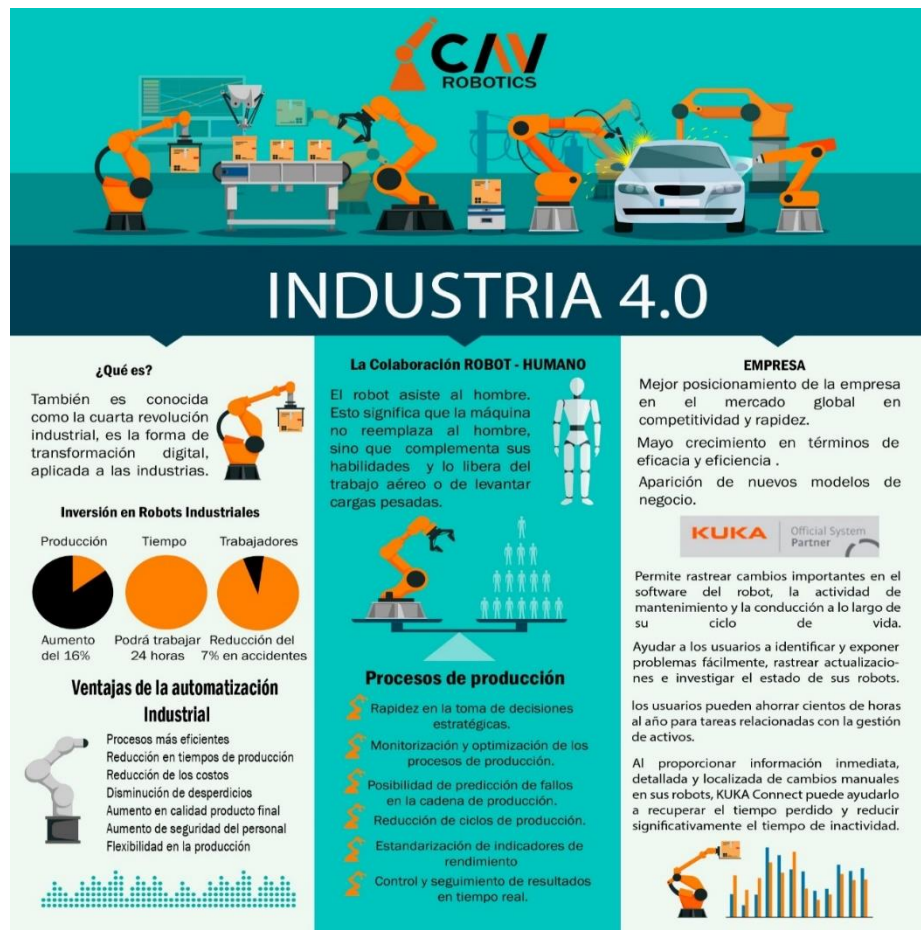 CAV
ROBOTICS
INDUSTRIA 4.0
¿Qué es?
También es conocida
como la cuarta revolución
industrial, es la forma de
transformación digital,
aplicada a las industrias.
Inversión en Robots Industriales
Producción Tiempo Trabajadores
Aumento
del 16%
Podrá trabajar
24 horas
Reducción del
7% en accidentes
Ventajas de la automatización
Industrial
Procesos más eficientes
Reducción en tiempos de producción
Reducción de los costos
Disminución de desperdicios
Aumento en calidad producto final
Aumento de seguridad del personal
Flexibilidad en la producción
La Colaboración ROBOT - HUMANO
El robot asiste al hombre.
Esto significa que la máquina
no reemplaza al hombre,
sino que complementa sus
habilidades y lo libera del
trabajo aéreo o de levantar
cargas pesadas.
Procesos de producción
Rapidez en la toma de decisiones
estratégicas.
Monitorización y optimización de los
procesos de producción.
Posibilidad de predicción de fallos
en la cadena de producción.
Reducción de ciclos de producción.
Estandarización de indicadores de
rendimiento
Control y seguimiento de resultados
en tiempo real.
EMPRESA
Mejor posicionamiento de la empresa
en el mercado global en
competitividad y rapidez.
Mayo crecimiento en términos de
eficacia y eficiencia .
Aparición de nuevos modelos de
negocio.
KUKA
Official System
Partner
Permite rastrear cambios importantes en el
software del robot, la actividad de
mantenimiento y la conducción a lo largo de
su ciclo de vida.
Ayudar a los usuarios a identificar y exponer
problemas fácilmente, rastrear actualizacio-
nes e investigar el estado de sus robots.
los usuarios pueden ahorrar cientos de horas
al año para tareas relacionadas con la gestión
de activos.
Al proporcionar información inmediata,
detallada y localizada de cambios manuales
en sus robots, KUKA Connect puede ayudarlo
a recuperar el tiempo perdido y reducir
significativamente el tiempo de inactividad.